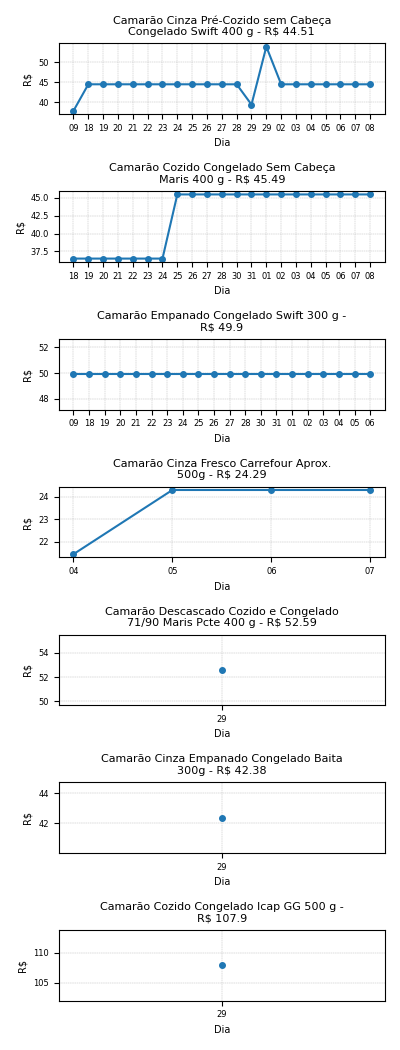 Camarão Cinza Pré-Cozido sem Cabeça
Congelado Swift 400 g - R$ 44.51
50
45
40
R$
09 18 19 20 21 22 23 24 25 26 27 28 29 29 02 03 04 05 06 07 08
Dia
Camarão Cozido Congelado Sem Cabeça
Maris 400 g - R$ 45.49
45.0
42.5
40.0
37.5
R$
18 19 20 21 22 23 24 25 26 27 28 30 31 01 02 03 04 05 06 07 08
Dia
Camarão Empanado Congelado Swift 300 g -
R$ 49.9
52
50
48
R$
09 18 19 20 21 22 23 24 25 26 27 28 30 31 01 02 03 04 05 06
Dia
Camarão Cinza Fresco Carrefour Aprox.
500g - R$ 24.29
24
23
22
R$
04 05 06 07
Dia
Camarão Descascado Cozido e Congelado
71/90 Maris Pcte 400 g - R$ 52.59
54
52
50
R$
29
Dia
Camarão Cinza Empanado Congelado Baita
300g - R$ 42.38
44
42
R$
29
Dia
Camarão Cozido Congelado Icap GG 500 g -
R$ 107.9
110
105
R$
29
Dia